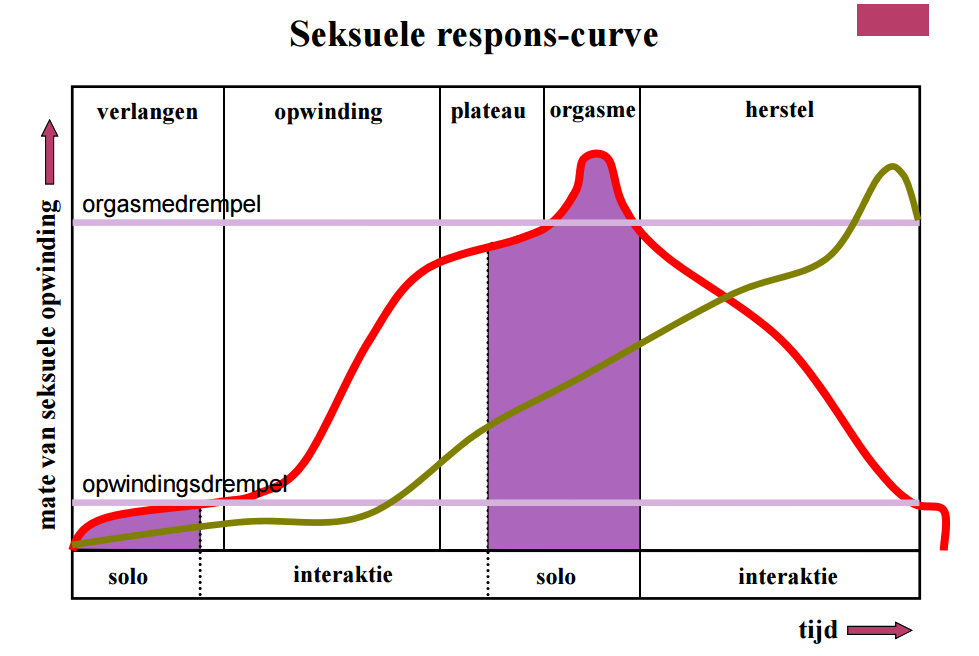 Seksuele respons-curve
verlangen opwinding plateau orgasme herstel
orgasmedrempel
mate van seksuele opwinding
opwindingsdrempel
solo interaktie solo interaktie
tijd